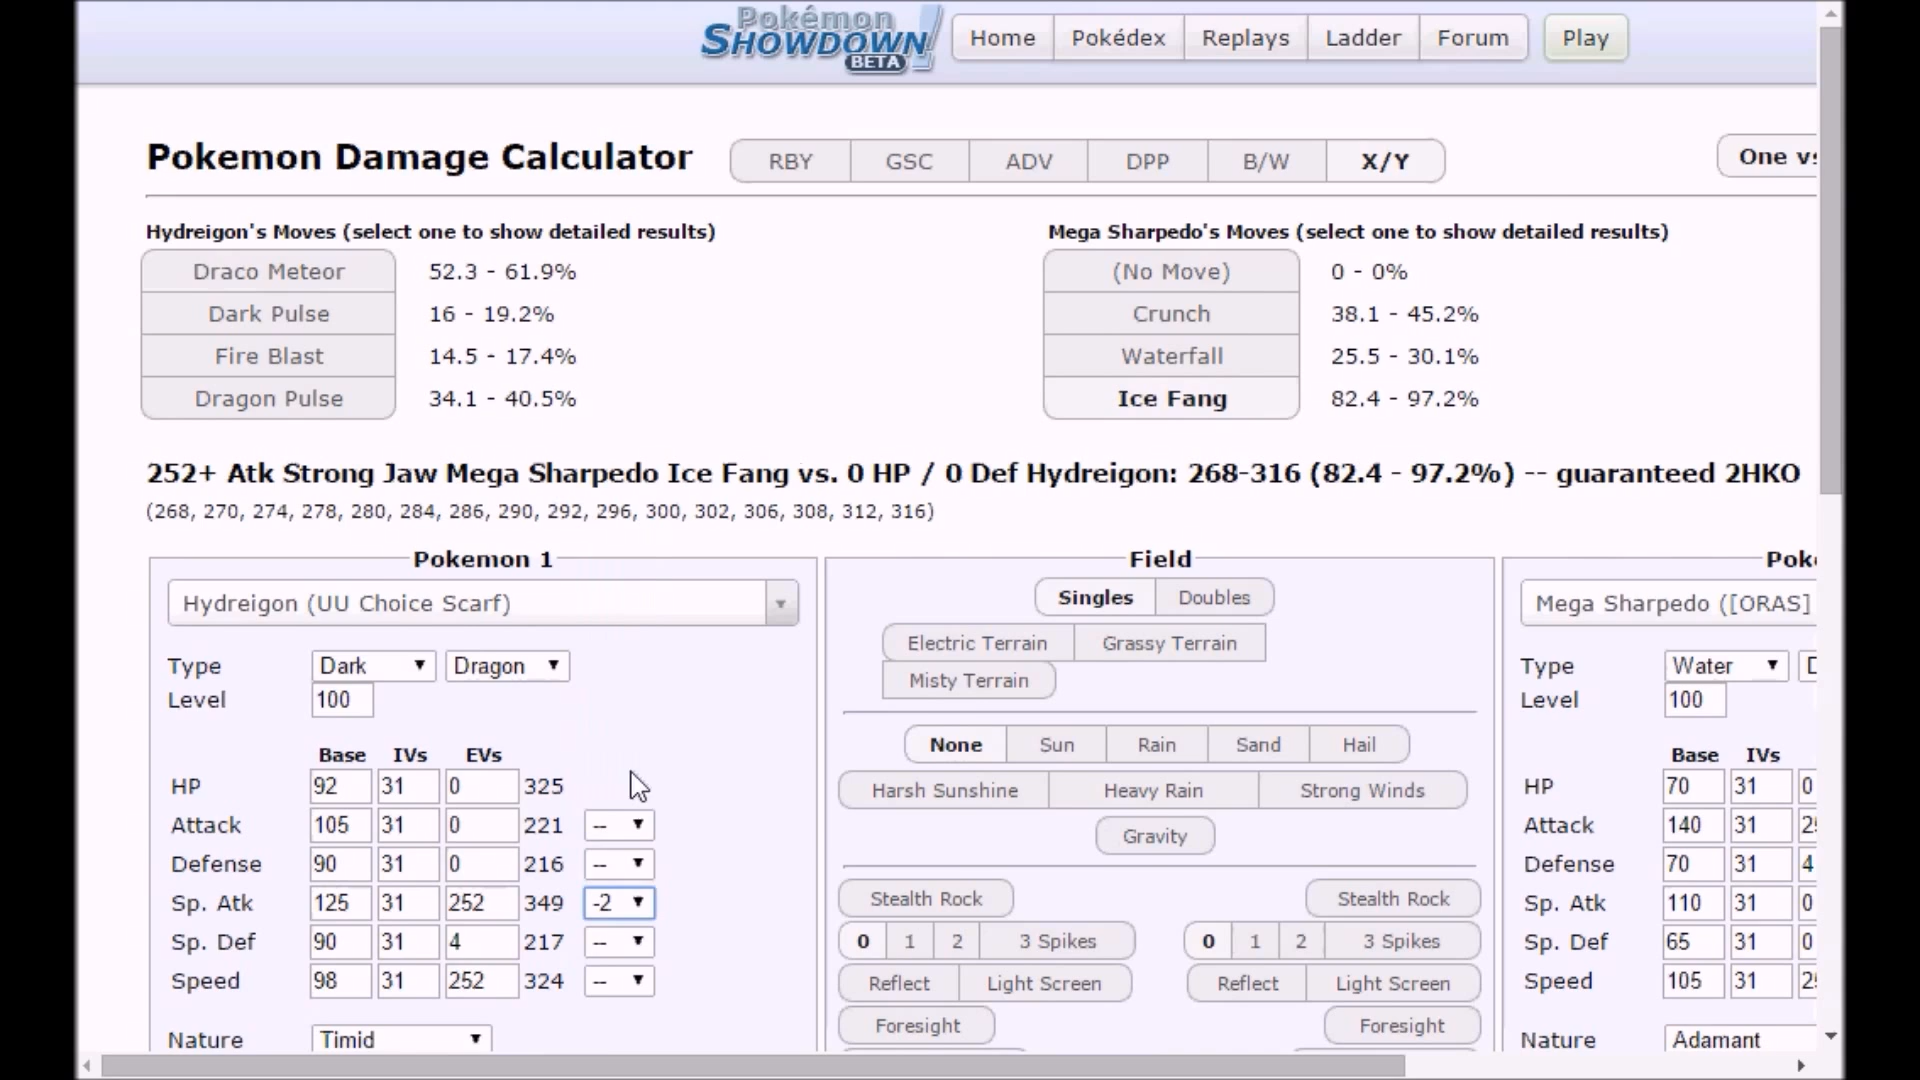 Pokémon
SHOWDOWN!
BETA
Home Pokédex Replays Ladder Forum Play
Pokemon Damage Calculator RBY GSC ADV DPP B/W X/Y One vs
Hydreigon's Moves (select one to show detailed results) Mega Sharpedo's Moves (select one to show detailed results)
Draco Meteor 52.3 - 61.9% (No Move) 0 - 0%
Dark Pulse 16 - 19.2% Crunch 38.1 - 45.2%
Fire Blast 14.5 - 17.4% Waterfall 25.5 - 30.1%
Dragon Pulse 34.1 - 40.5% Ice Fang 82.4 - 97.2%
252+ Atk Strong Jaw Mega Sharpedo Ice Fang vs. 0 HP / 0 Def Hydreigon: 268-316 (82.4 - 97.2%) -- guaranteed 2HKO
(268, 270, 274, 278, 280, 284, 286, 290, 292, 296, 300, 302, 306, 308, 312, 316)
Pokemon 1
Hydreigon (UU Choice Scarf)
Type Dark Dragon
Level 100
Base IVs EVs
HP 92 31 0 325
Attack 105 31 0 221 --
Defense 90 31 0 216 --
Sp. Atk 125 31 252 349 -2
Sp. Def 90 31 4 217 --
Speed 98 31 252 324 --
Nature Timid
Field
Singles Doubles
Electric Terrain Grassy Terrain
Misty Terrain
None Sun Rain Sand Hail
Harsh Sunshine Heavy Rain Strong Winds
Gravity
Stealth Rock Stealth Rock
0 1 2 3 Spikes 0 1 2 3 Spikes
Reflect Light Screen Reflect Light Screen
Foresight Foresight
Mega Sharpedo ([ORAS]
Type Water
Level 100
Base IVs
HP 70 31 0
Attack 140 31
Defense 70 31 4
Sp. Atk 110 31 0
Sp. Def 65 31 0
Speed 105 31
Nature Adamant